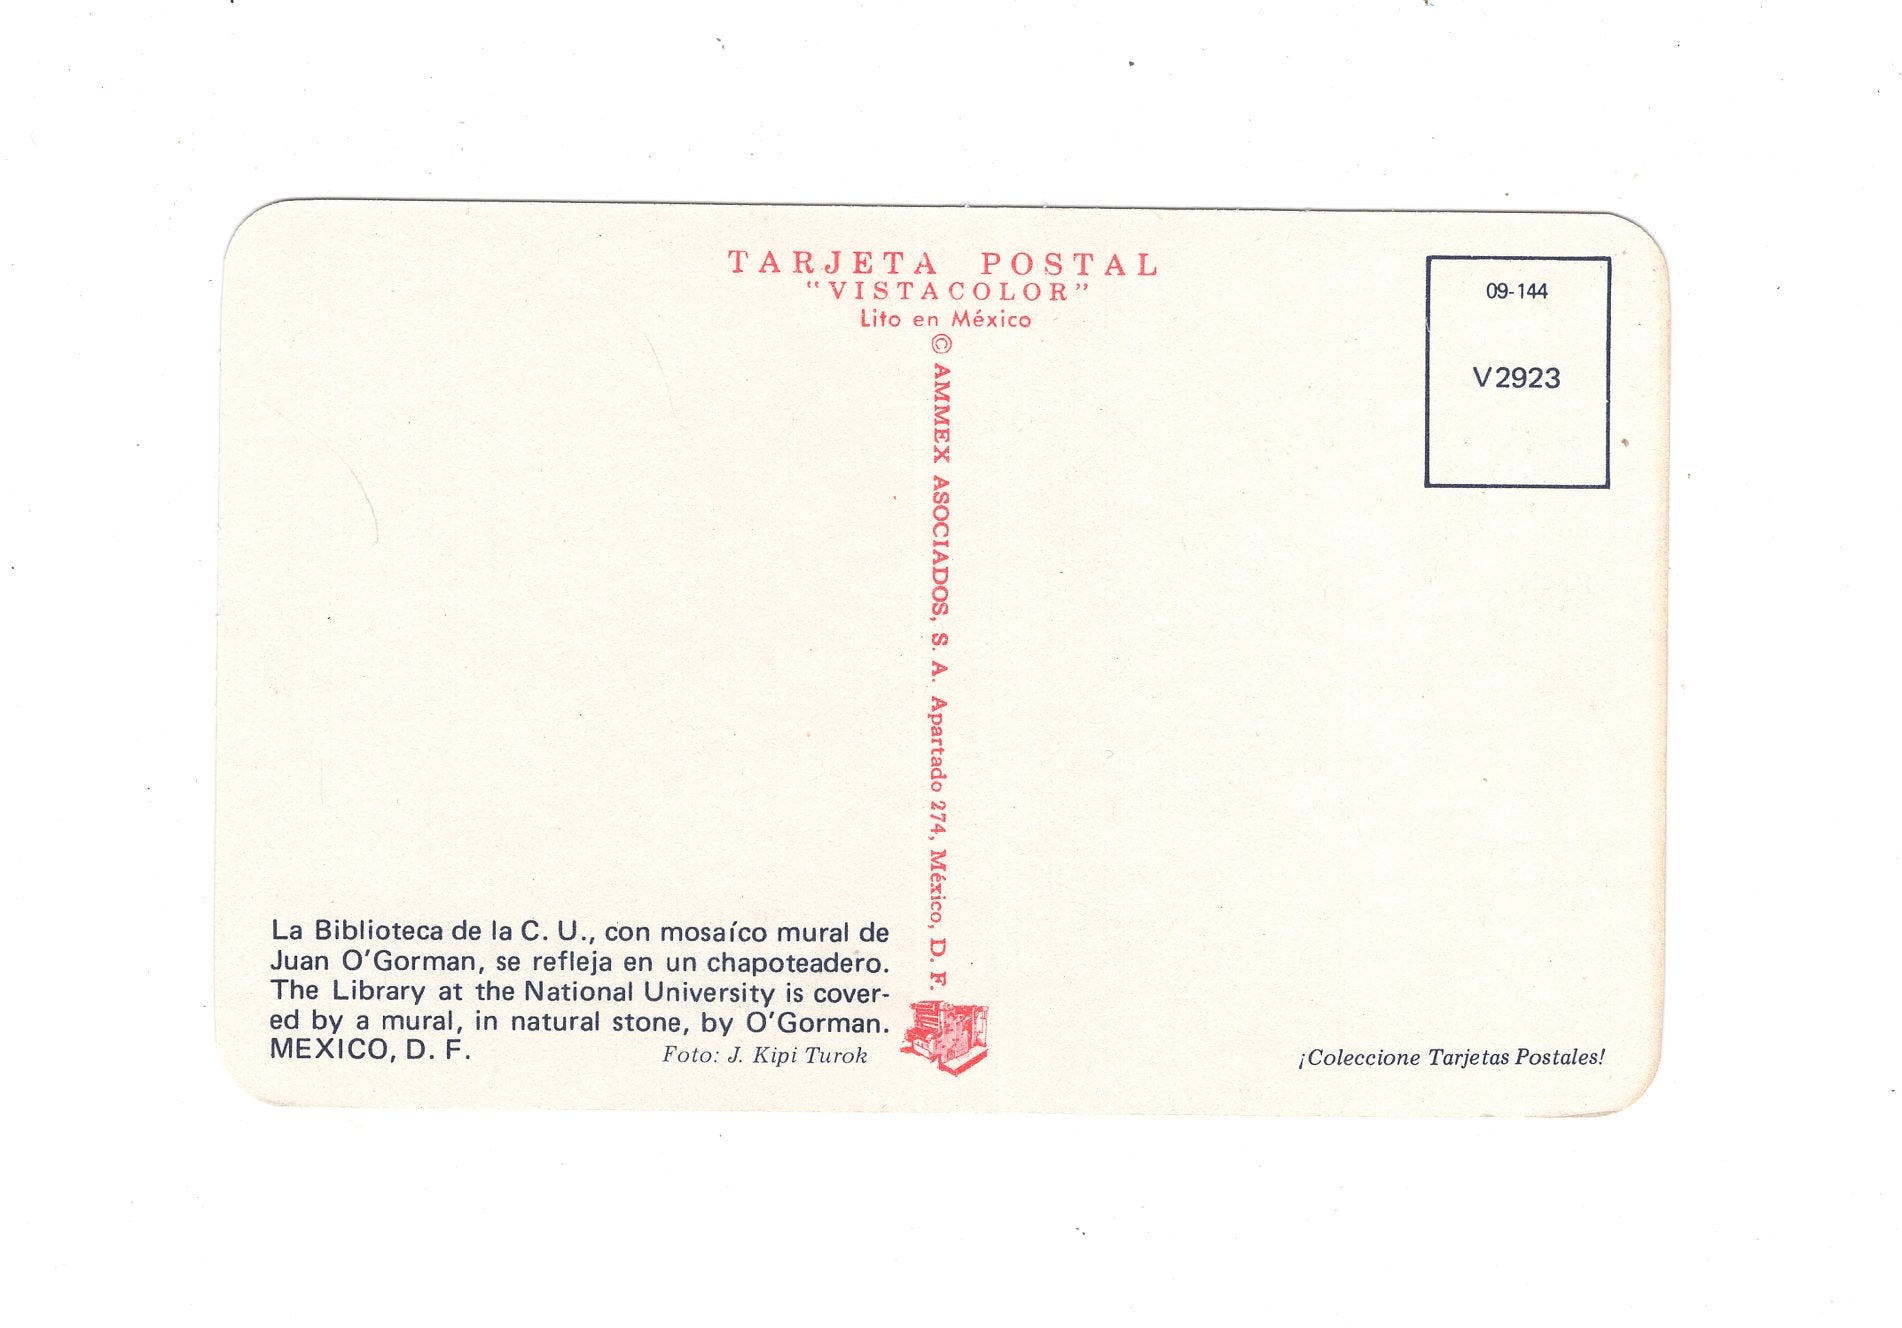 TARJETA POSTAL
“VISTACOLOR”
Lito en México
© AMMEX ASOCIADOS, S. A. Apartado 274, México, D. F.
09-144
V2923
La Biblioteca de la C. U., con mosaíco mural de
Juan O’Gorman, se refleja en un chapoteadero.
The Library at the National University is cover-
ed by a mural, in natural stone, by O’Gorman.
MEXICO, D. F.
Foto: J. Kipi Turok
¡Coleccione Tarjetas Postales!